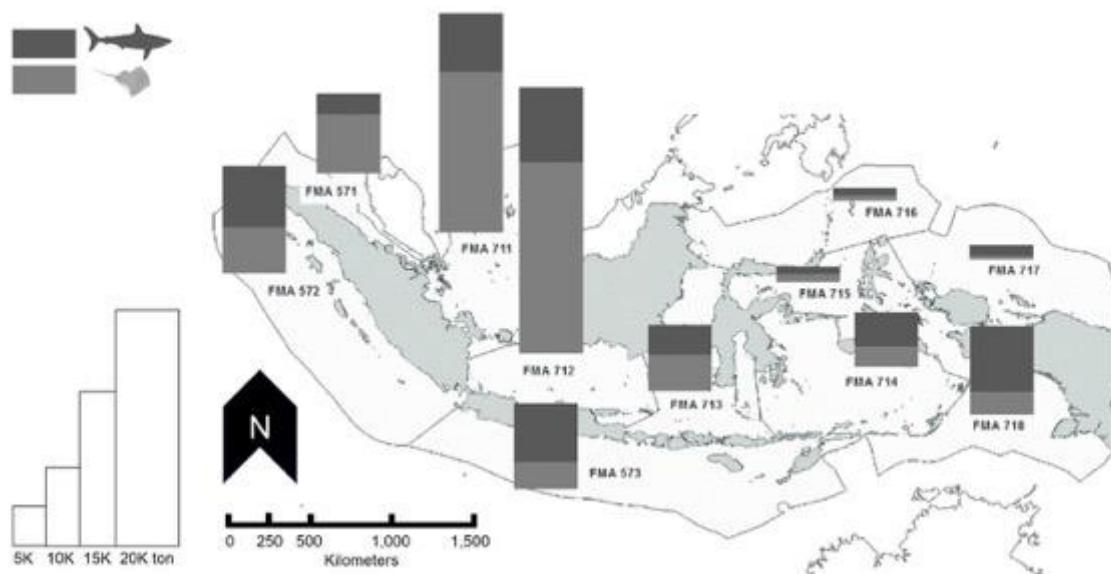 FMA 571
FMA 711
FMA 716
FMA 572
FMA 717
FMA 715
FMA 712
FMA 713
FMA 714
FMA 718
N
FMA 573
0 250 500 1,000 1,500
Kilometers
5K 10K 15K 20K ton